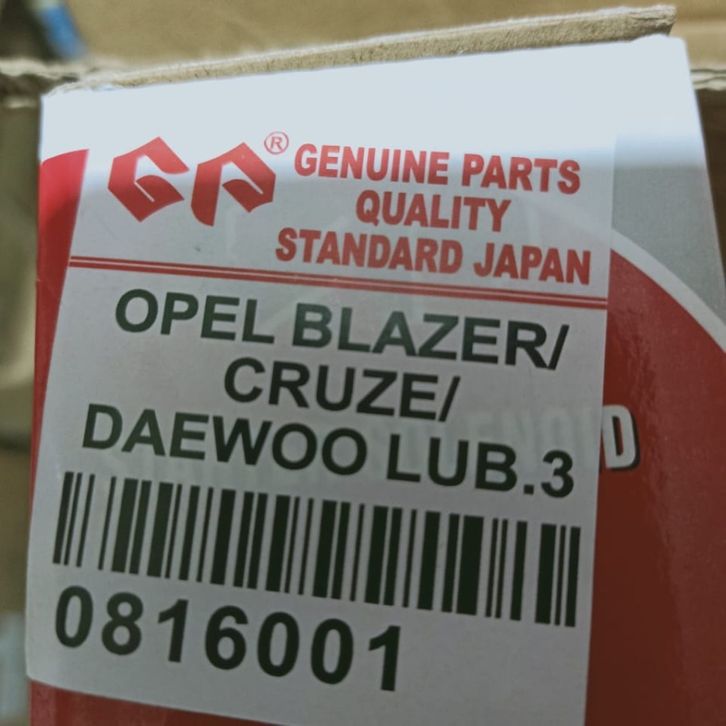 GP®
GENUINE PARTS
QUALITY
STANDARD JAPAN
OPEL BLAZER/
CRUZE/
DAEWOO LUB.3
0816001